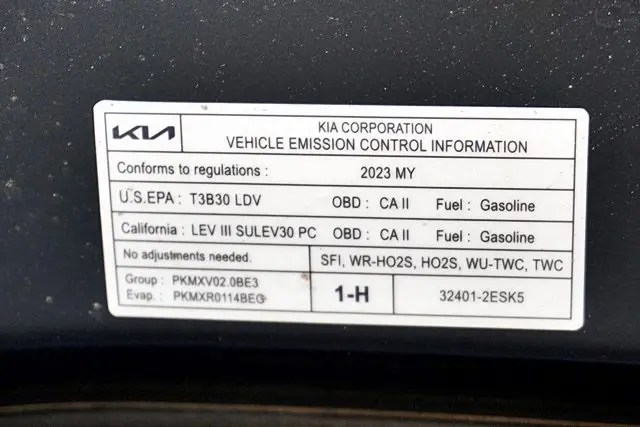 KIA
KIA CORPORATION
VEHICLE EMISSION CONTROL INFORMATION
Conforms to regulations : 2023 MY
U.S.EPA : T3B30 LDV OBD : CA II Fuel : Gasoline
California : LEV III SULEV30 PC OBD : CA II Fuel : Gasoline
No adjustments needed. SFI, WR-HO2S, HO2S, WU-TWC, TWC
Group : PKMXV02.0BE3
Evap. : PKMXR0114BEG
1-H
32401-2ESK5